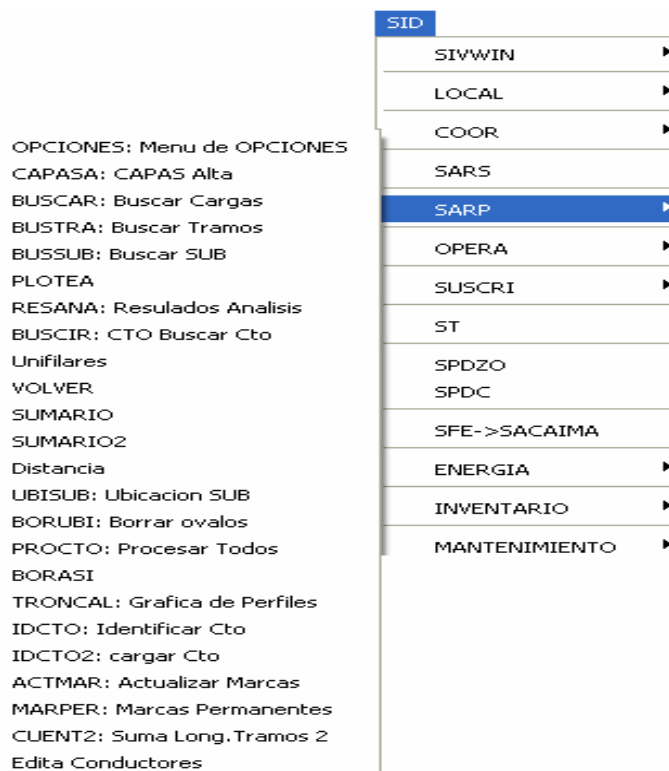 SID
SIVWIN
LOCAL
COOR
SARS
SARP
OPERA
SUSCRI
ST
SPDZO
SPDC
SFE->SACAIMA
ENERGIA
INVENTARIO
MANTENIMIENTO
OPCIONES: Menu de OPCIONES
CAPASA: CAPAS Alta
BUSCAR: Buscar Cargas
BUSTRA: Buscar Tramos
BUSSUB: Buscar SUB
PLOTEA
RESANA: Resulados Analisis
BUSCIR: CTO Buscar Cto
Unifilares
VOLVER
SUMARIO
SUMARIO2
Distancia
UBISUB: Ubicacion SUB
BORUBI: Borrar ovalos
PROCTO: Procesar Todos
BORASI
TRONCAL: Grafica de Perfiles
IDCTO: Identificar Cto
IDCTO2: cargar Cto
ACTMAR: Actualizar Marcas
MARPER: Marcas Permanentes
CUENT2: Suma Long.Tramos 2
Edita Conductores